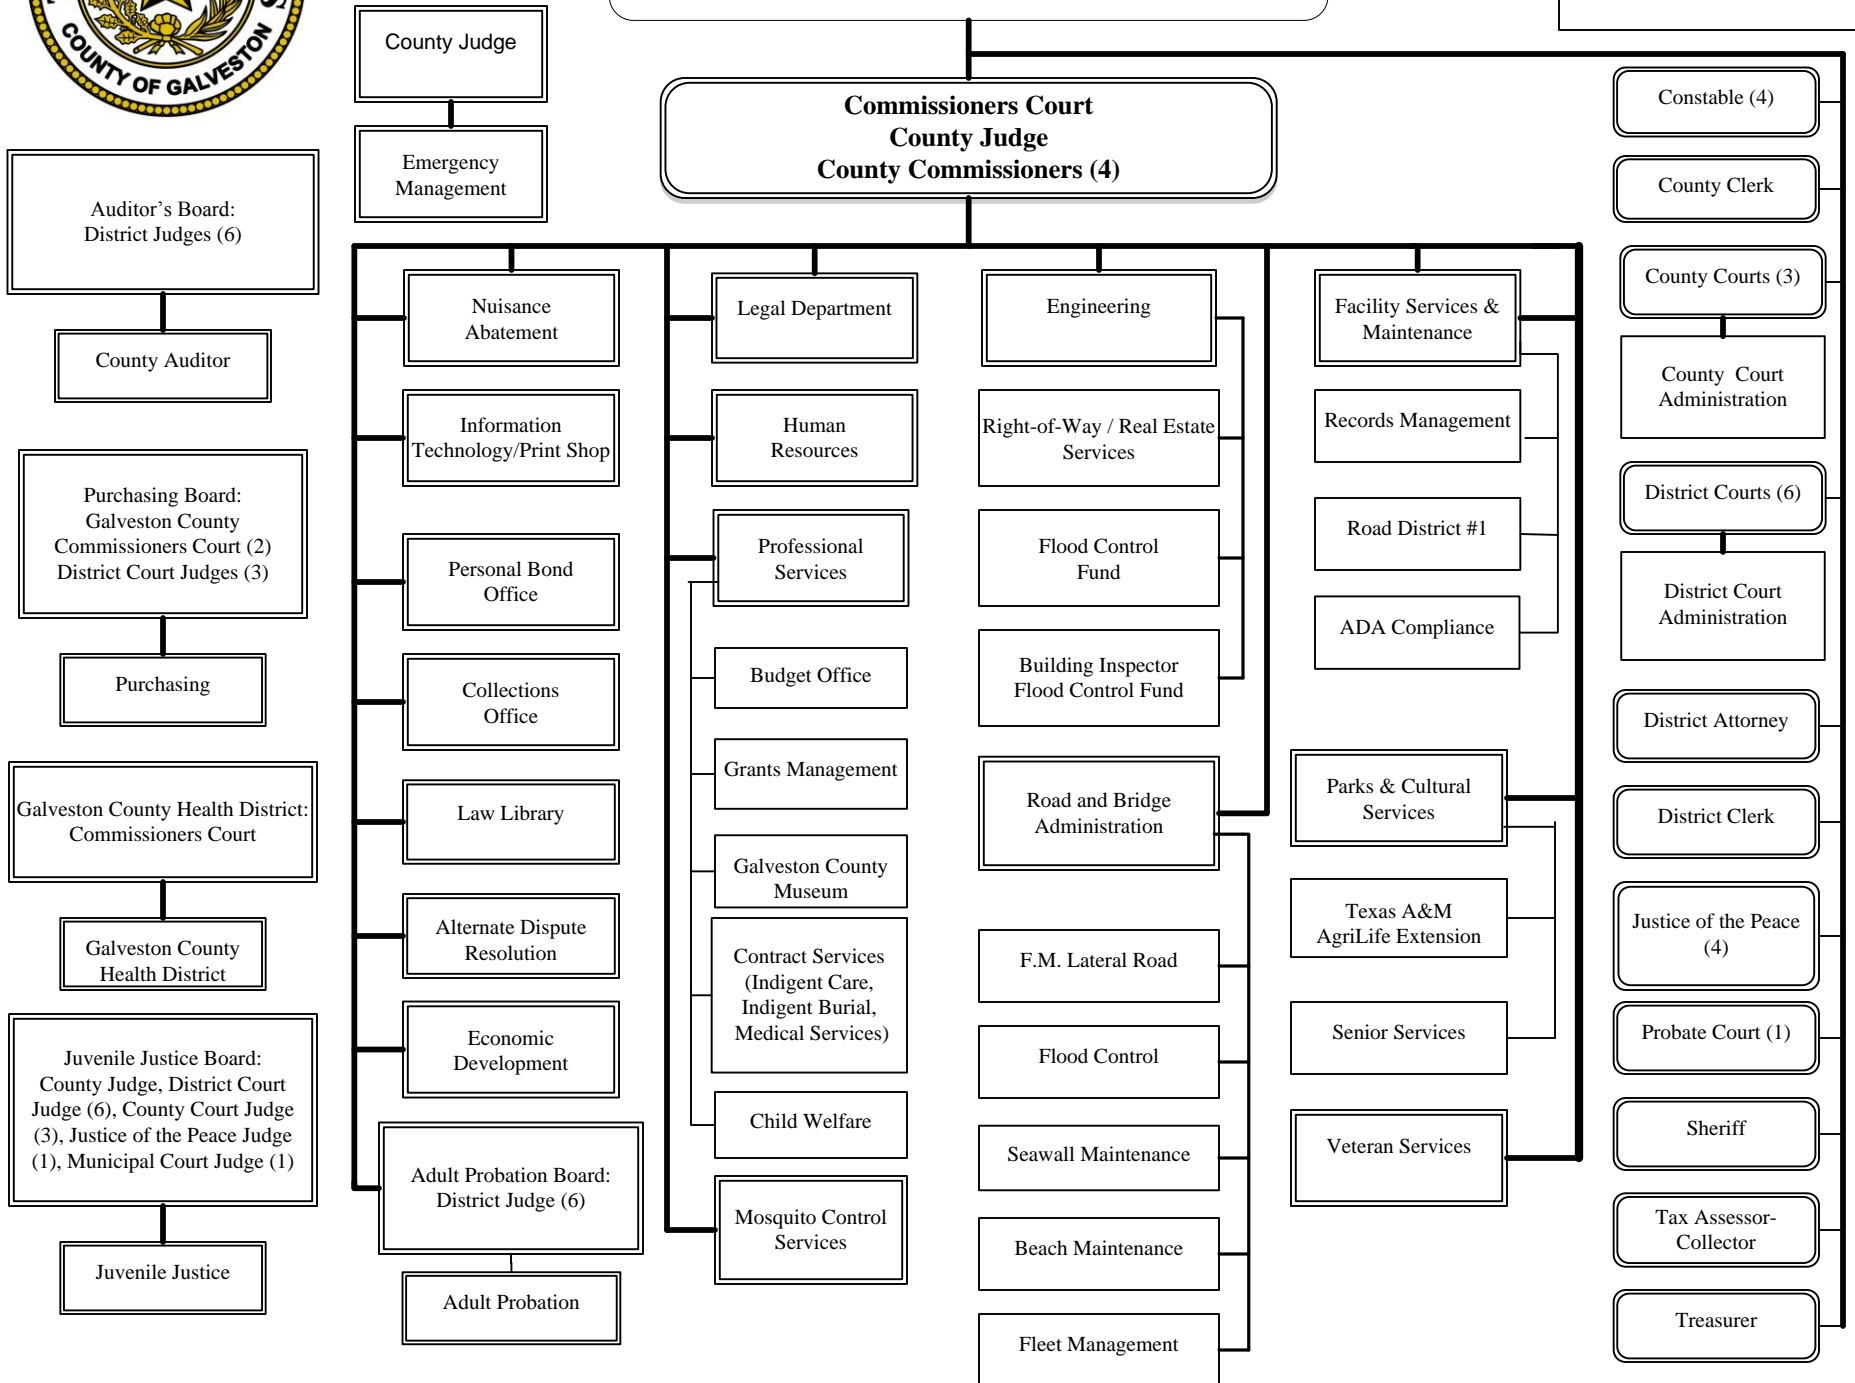 COUNTY OF GALVESTON
County Judge
Emergency
Management
Commissioners Court
County Judge
County Commissioners (4)
Auditor’s Board:
District Judges (6)
County Auditor
Purchasing Board:
Galveston County
Commissioners Court (2)
District Court Judges (3)
Purchasing
Galveston County Health District:
Commissioners Court
Galveston County
Health District
Juvenile Justice Board:
County Judge, District Court
Judge (6), County Court Judge
(3), Justice of the Peace Judge
(1), Municipal Court Judge (1)
Juvenile Justice
Nuisance
Abatement
Information
Technology/Print Shop
Personal Bond
Office
Collections
Office
Law Library
Alternate Dispute
Resolution
Economic
Development
Adult Probation Board:
District Judge (6)
Adult Probation
Legal Department
Human
Resources
Professional
Services
Budget Office
Grants Management
Galveston County
Museum
Contract Services
(Indigent Care,
Indigent Burial,
Medical Services)
Child Welfare
Mosquito Control
Services
Engineering
Right-of-Way / Real Estate
Services
Flood Control
Fund
Building Inspector
Flood Control Fund
Road and Bridge
Administration
F.M. Lateral Road
Flood Control
Seawall Maintenance
Beach Maintenance
Fleet Management
Facility Services &
Maintenance
Records Management
Road District #1
ADA Compliance
Parks & Cultural
Services
Texas A&M
AgriLife Extension
Senior Services
Veteran Services
Constable (4)
County Clerk
County Courts (3)
County  Court
Administration
District Courts (6)
District Court
Administration
District Attorney
District Clerk
Justice of the Peace
(4)
Probate Court (1)
Sheriff
Tax Assessor-
Collector
Treasurer